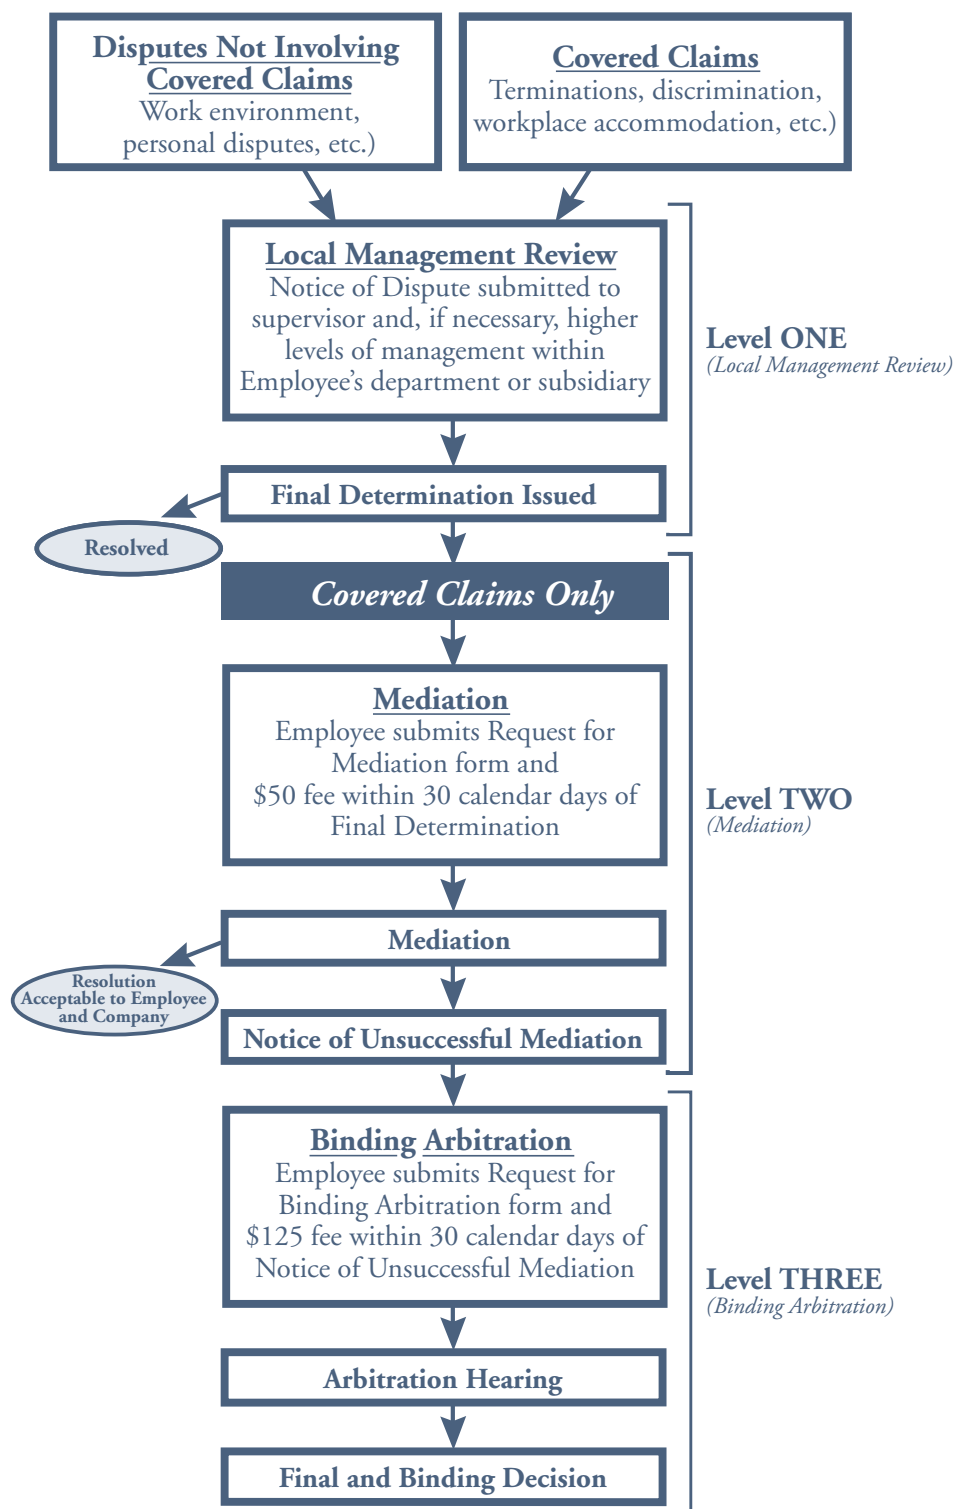 Disputes Not Involving
Covered Claims
Work environment,
personal disputes, etc.)
Covered Claims
Terminations, discrimination,
workplace accommodation, etc.)
Local Management Review
Notice of Dispute submitted to
supervisor and, if necessary, higher
levels of management within
Employee’s department or subsidiary
Level ONE
(Local Management Review)
Final Determination Issued
Resolved
Covered Claims Only
Mediation
Employee submits Request for
Mediation form and
$50 fee within 30 calendar days of
Final Determination
Level TWO
(Mediation)
Mediation
Resolution
Acceptable to Employee
and Company
Notice of Unsuccessful Mediation
Binding Arbitration
Employee submits Request for
Binding Arbitration form and
$125 fee within 30 calendar days of
Notice of Unsuccessful Mediation
Level THREE
(Binding Arbitration)
Arbitration Hearing
Final and Binding Decision